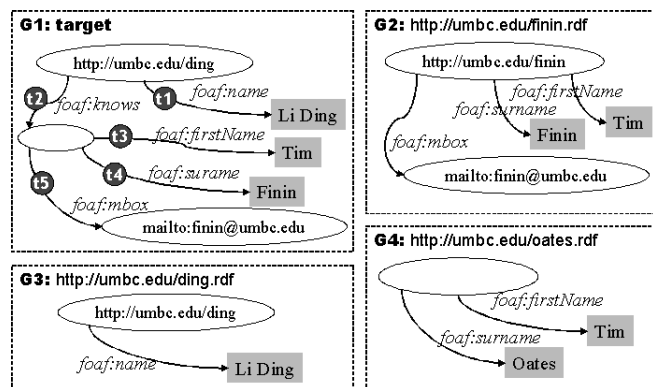 G1: target
http://umbc.edu/ding
t2
foaf:knows
t1
foaf:name
Li Ding
t3
foaf:firstName
Tim
t4
foaf:surame
Finin
t5
foaf:mbox
mailto:finin@umbc.edu
G2: http://umbc.edu/finin.rdf
http://umbc.edu/finin
foaf:firstName
foaf:surname
Tim
Finin
foaf:mbox
mailto:finin@umbc.edu
G3: http://umbc.edu/ding.rdf
http://umbc.edu/ding
foaf:name
Li Ding
G4: http://umbc.edu/oates.rdf
foaf:firstName
Tim
foaf:surname
Oates